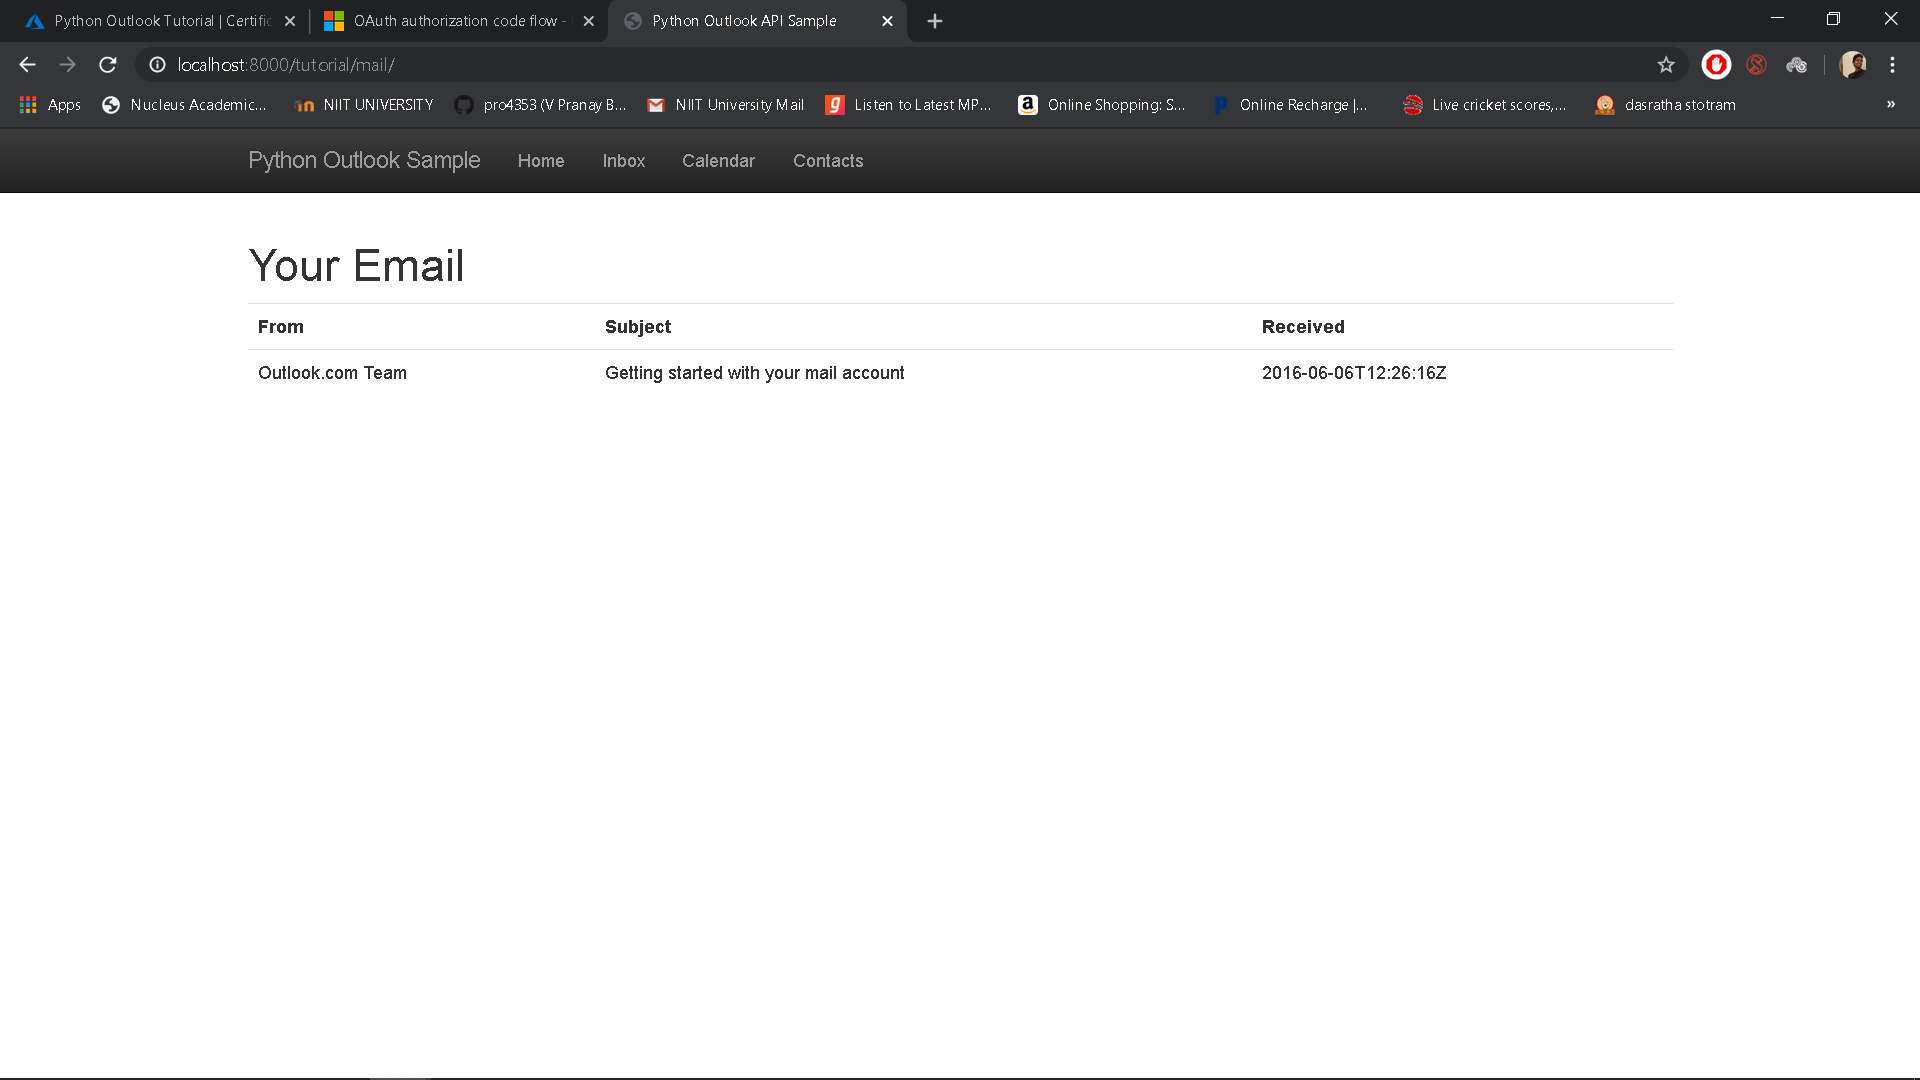 Python Outlook Tutorial | Certific
OAuth authorization code flow -
Python Outlook API Sample
localhost:8000/tutorial/mail/
Apps
Nucleus Academic...
NIIT UNIVERSITY
pro4353 (V Pranay B...
NIIT University Mail
Listen to Latest MP...
Online Shopping: S...
Online Recharge |...
Live cricket scores,...
dasratha stotram
»
Python Outlook Sample Home Inbox Calendar Contacts
Your Email
From Subject Received
Outlook.com Team Getting started with your mail account 2016-06-06T12:26:16Z